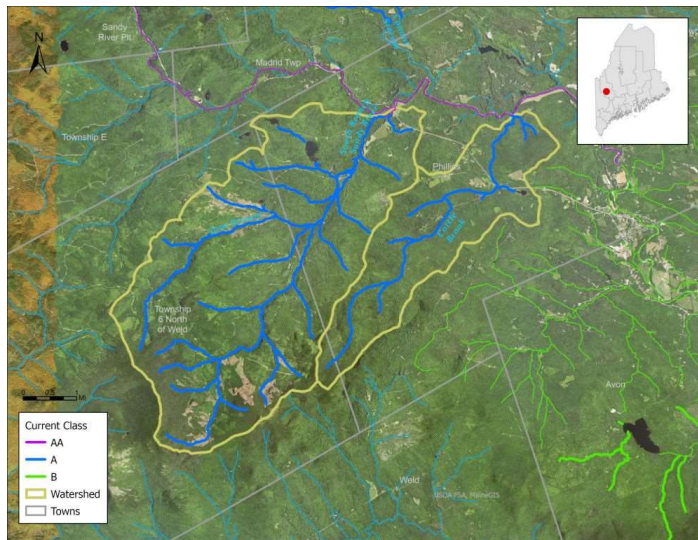 Sandy
River Plt.
N
Madrid Twp
Township E
Phillips
Township
6 North
of Weld
Mi
Avon
Current Class
AA
A
B
Watershed
Towns
Weld
USDA FSA, MaineGIS